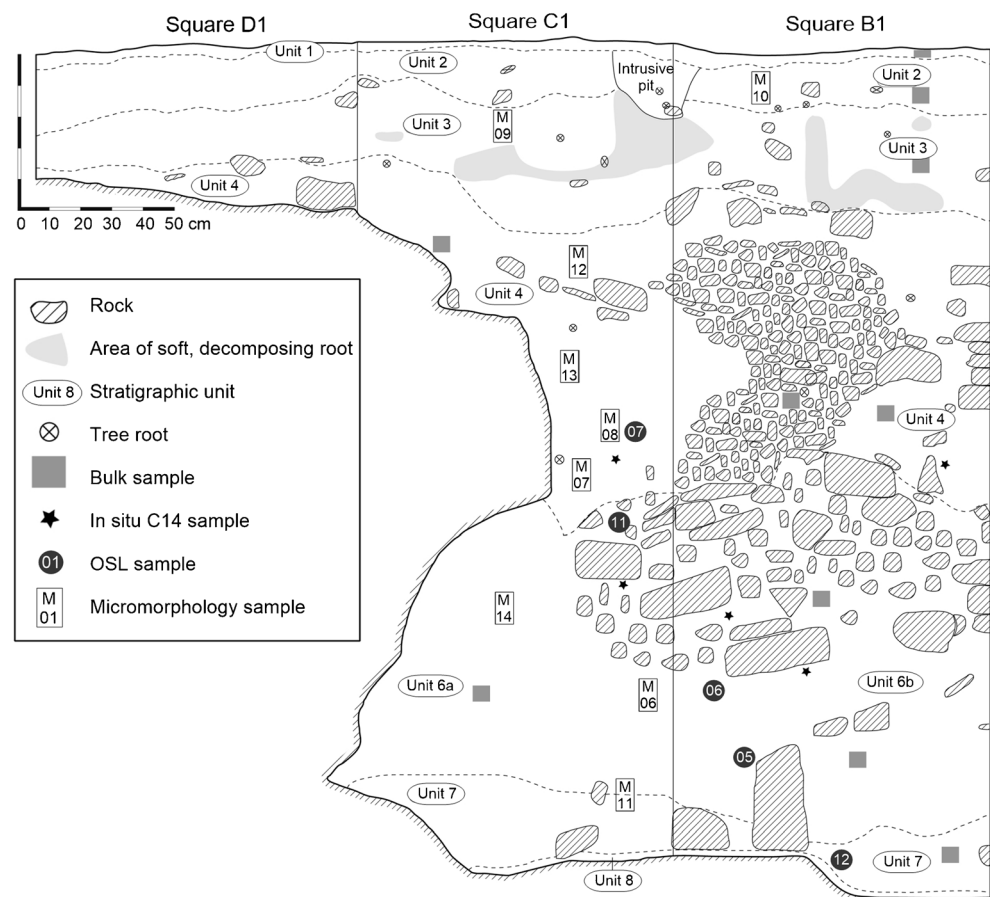 Square D1
Square C1
Square B1
Unit 1
Unit 2
Intrusive
pit
M
10
Unit 2
Unit 3
M
09
Unit 3
Unit 4
0 10 20 30 40 50 cm
M
12
Unit 4
M
13
M
08
07
Unit 4
M
07
11
M
14
Unit 6a
M
06
06
Unit 6b
05
Unit 7
M
11
12
Unit 7
Unit 8
Rock
Area of soft, decomposing root
Unit 8
Stratigraphic unit
Tree root
Bulk sample
In situ C14 sample
01
OSL sample
M
01
Micromorphology sample